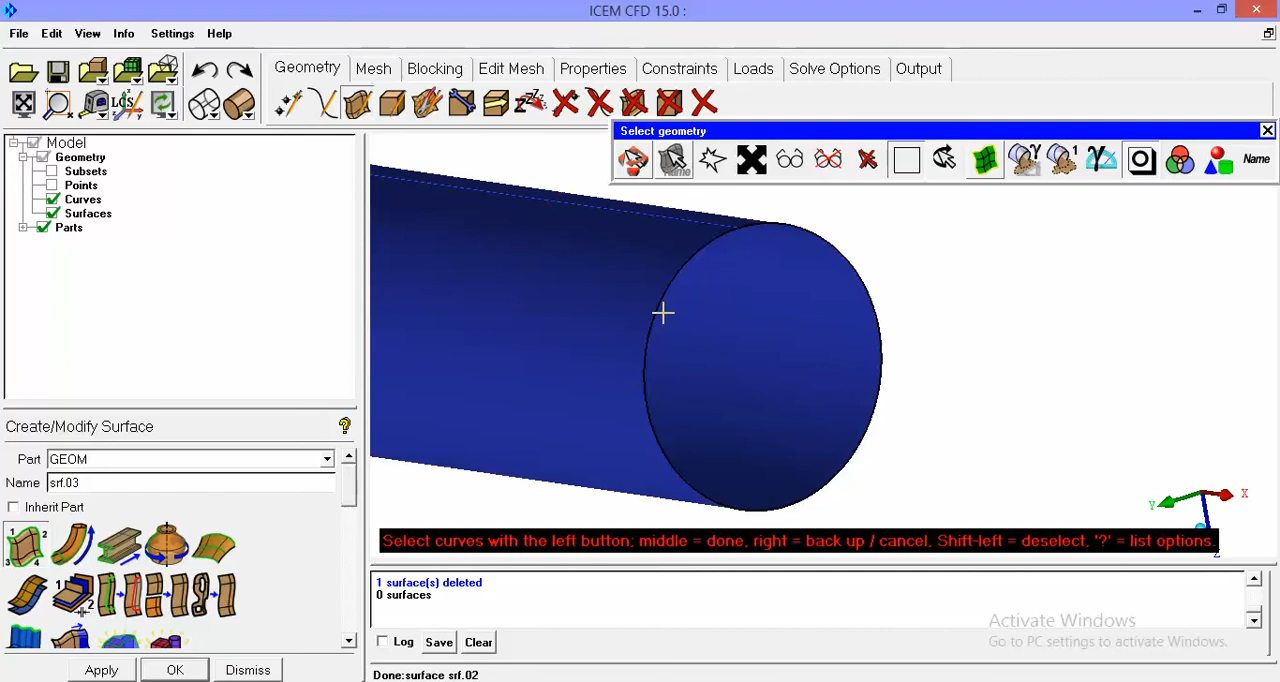 ICEM CFD 15.0 :
File Edit View Info Settings Help
Geometry Mesh Blocking Edit Mesh Properties Constraints Loads Solve Options Output
LCS
Select geometry
Name
Name
Model
Geometry
Subsets
Points
Curves
Surfaces
Parts
Create/Modify Surface
Part GEOM
Name srf.03
Inherit Part
Apply OK Dismiss
X
Y
Z
Select curves with the left button; middle = done, right = back up / cancel, Shift-left = deselect, '?' = list options.
1 surface(s) deleted
0 surfaces
Activate Windows
Go to PC settings to activate Windows.
Log Save Clear
Done:surface srf.02